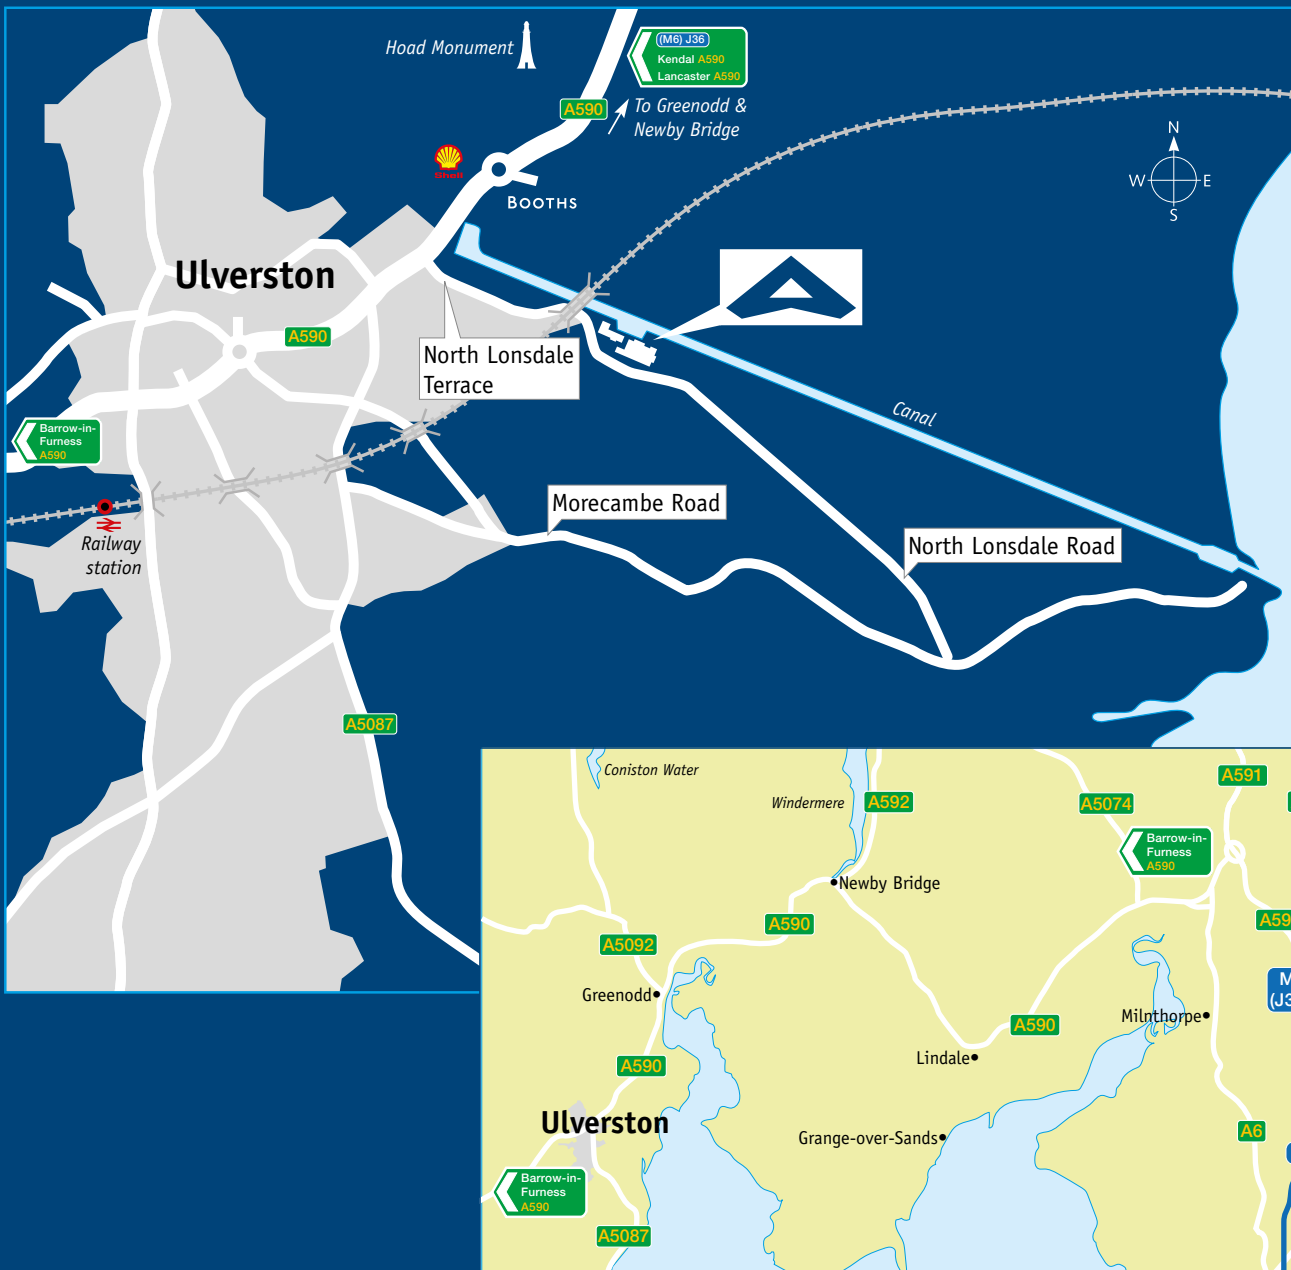 Hoad Monument
(M6) J36
Kendal A590
Lancaster A590
A590
To Greenodd &
Newby Bridge
Shell
BOOTHS
N
W
E
S
Ulverston
A590
North Lonsdale
Terrace
Canal
Barrow-in-
Furness
A590
Morecambe Road
Railway
station
North Lonsdale Road
A5087
Coniston Water
Windermere
A592
A5074
A591
Barrow-in-
Furness
A590
Newby Bridge
A590
A59
A5092
Greenodd
M
(J3
Milnthorpe
A590
Lindale
A590
Ulverston
Grange-over-Sands
A6
Barrow-in-
Furness
A590
A5087